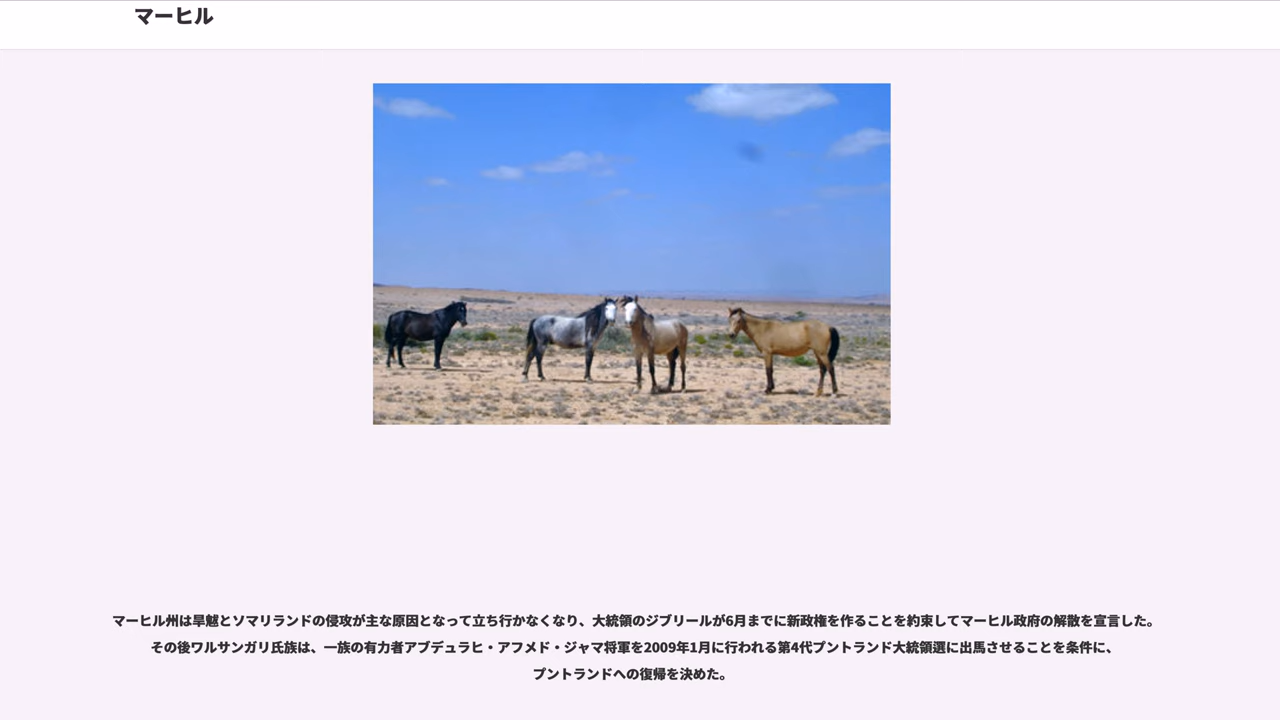 マーヒル
マーヒル州は旱魃とソマリランドの侵攻が主な原因となって立ち行かなくなり、大統領のジブリールが6月までに新政権を作ることを約束してマーヒル政府の解散を宣言した。
その後ワルサンガリ氏族は、一族の有力者アブデュラヒ・アフメド・ジャマ将軍を2009年1月に行われる第4代プントランド大統領選に出馬させることを条件に、
プントランドへの復帰を決めた。